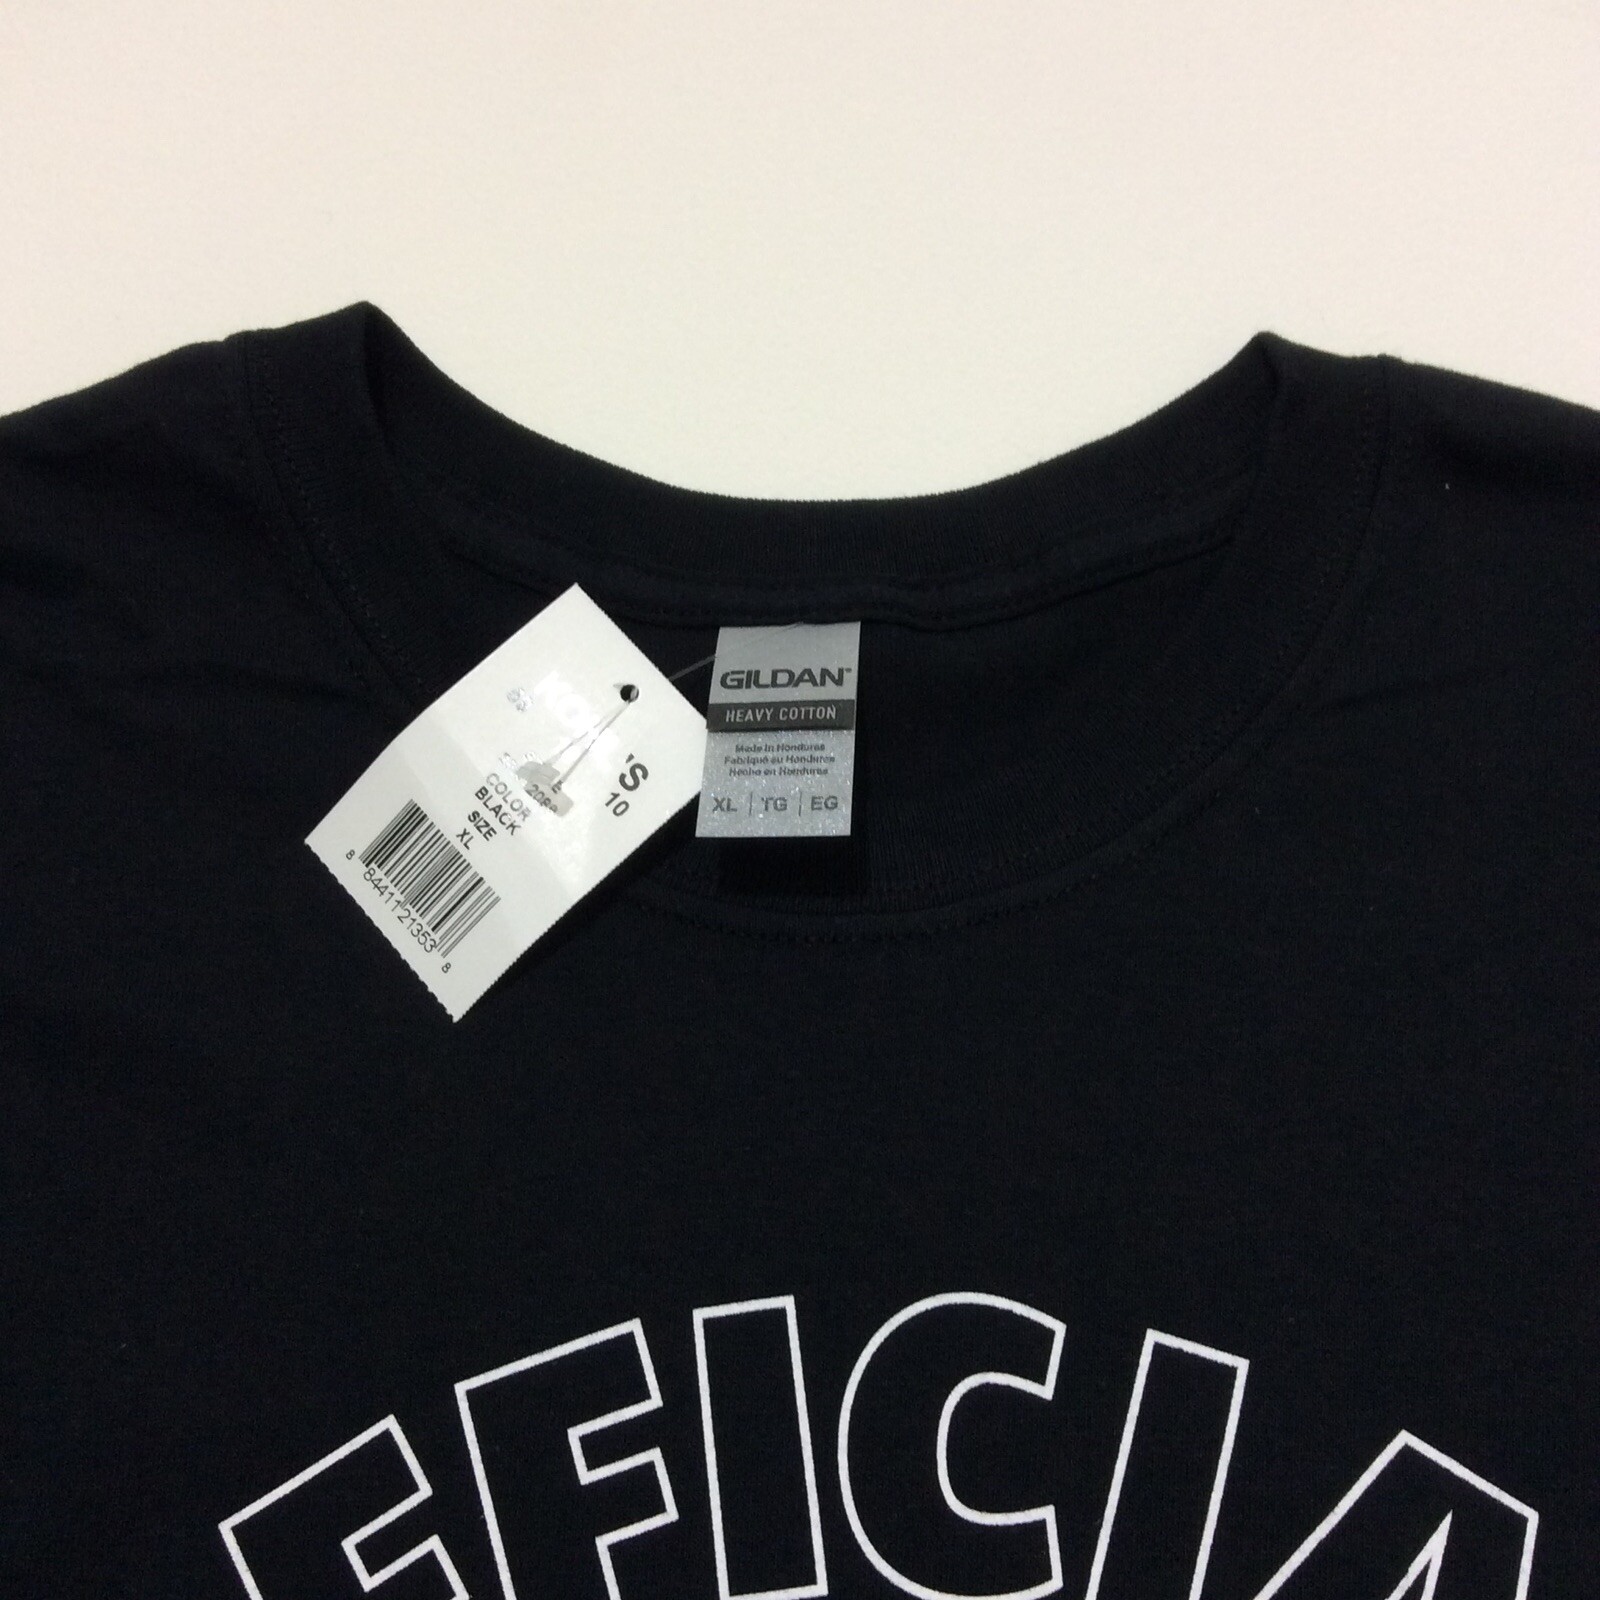 GILDAN®
HEAVY COTTON
Made in Honduras
Fabriqué au Honduras
Hecho en Honduras
XL | TG | EG
'S
10
COLOR
BLACK
SIZE
XL
8 84411 21353 8
FFICIA